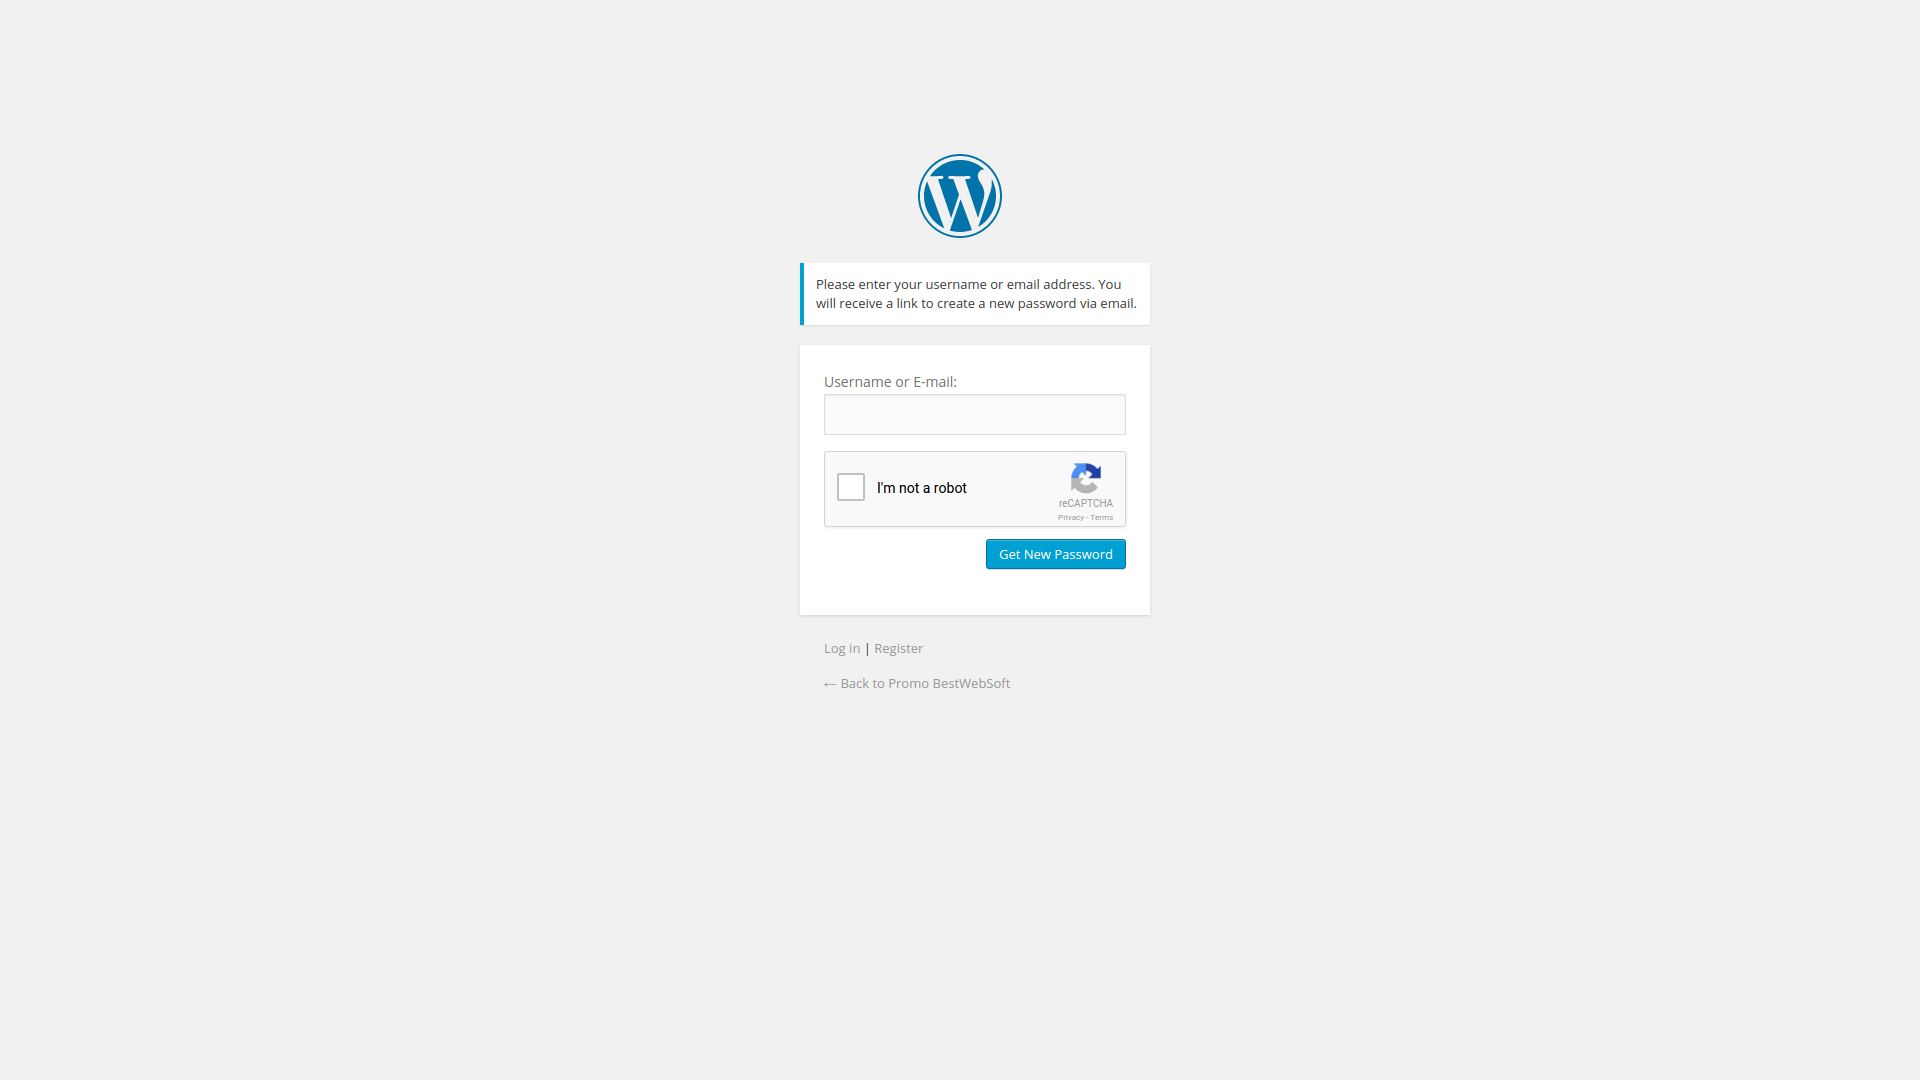 Please enter your username or email address. You
will receive a link to create a new password via email.
Username or E-mail:
I'm not a robot
reCAPTCHA
Privacy - Terms
Get New Password
Log in | Register
← Back to Promo BestWebSoft